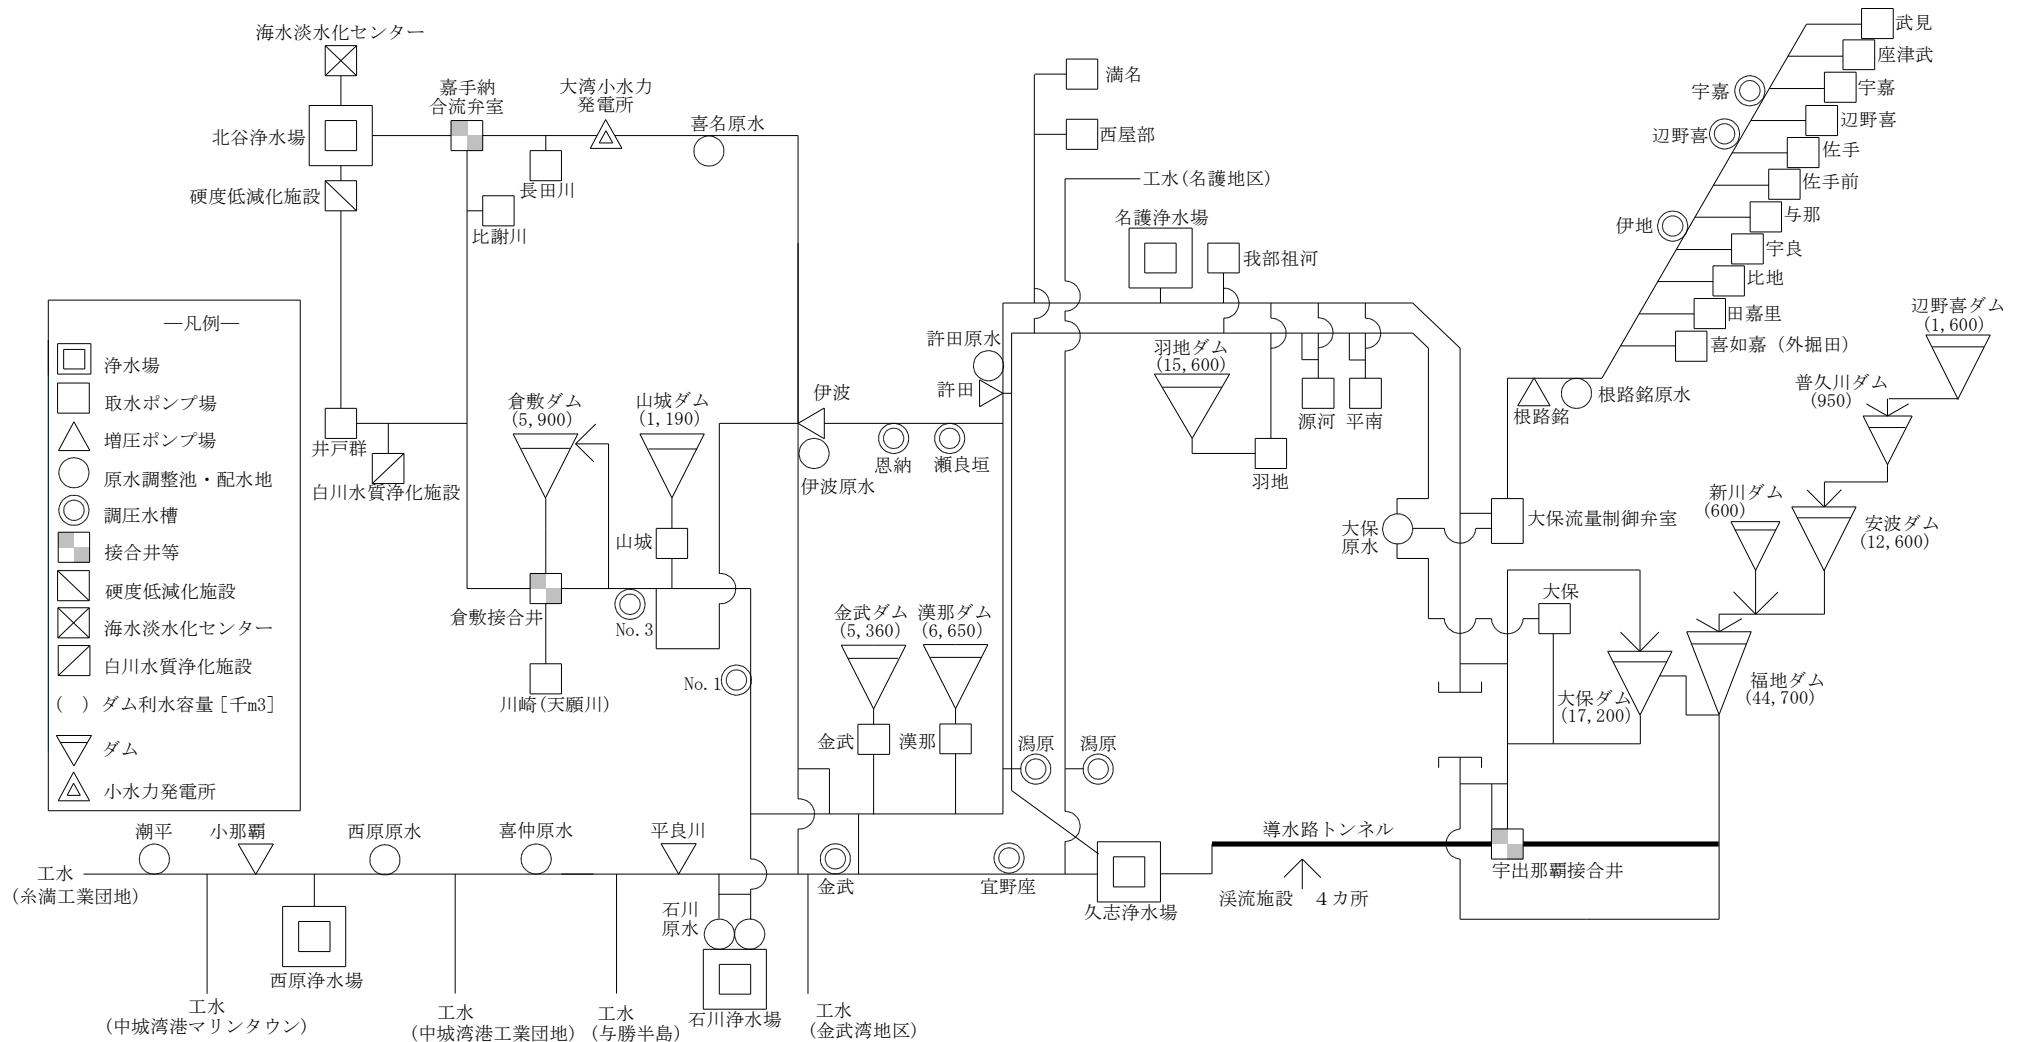 海水淡水化センター
北谷浄水場
硬度低減化施設
嘉手納
合流弁室
大湾小水力
発電所
喜名原水
長田川
比謝川
井戸群
白川水質浄化施設
―凡例―
浄水場
取水ポンプ場
増圧ポンプ場
原水調整池・配水地
調圧水槽
接合井等
硬度低減化施設
海水淡水化センター
白川水質浄化施設
( ) ダム利水容量［千m3］
ダム
小水力発電所
倉敷ダム
(5,900)
山城ダム
(1,190)
山城
倉敷接合井
No.3
No.1
川崎(天願川)
伊波
伊波原水
恩納
瀬良垣
許田原水
許田
金武ダム
(5,360)
漢那ダム
(6,650)
金武
漢那
潟原
潟原
満名
西屋部
工水(名護地区)
名護浄水場
我部祖河
羽地ダム
(15,600)
羽地
源河
平南
武見
座津武
宇嘉
辺野喜
佐手
佐手前
与那
宇良
比地
田嘉里
喜如嘉（外堀田）
宇嘉
辺野喜
伊地
根路銘
根路銘原水
辺野喜ダム
(1,600)
普久川ダム
(950)
新川ダム
(600)
安波ダム
(12,600)
大保
原水
大保流量制御弁室
大保
大保ダム
(17,200)
福地ダム
(44,700)
導水路トンネル
宇出那覇接合井
渓流施設　４カ所
久志浄水場
宜野座
金武
平良川
喜仲原水
西原原水
小那覇
潮平
工水
(糸満工業団地)
西原浄水場
石川
原水
石川浄水場
工水
(中城湾港マリンタウン)
工水
(中城湾港工業団地)
工水
(与勝半島)
工水
(金武湾地区)